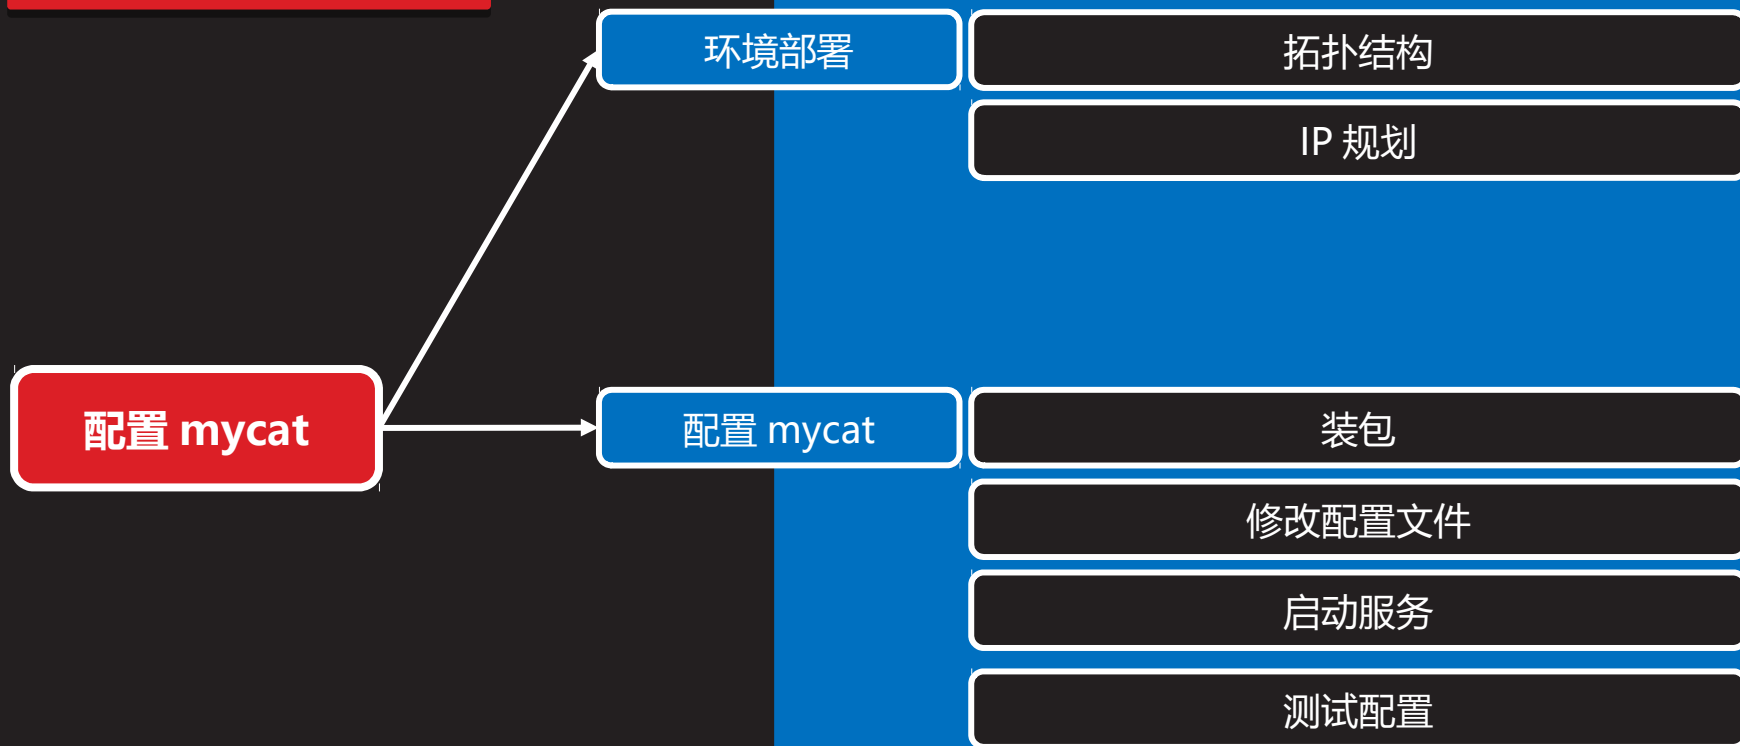 环境部署
拓扑结构
IP 规划
配置 mycat
配置 mycat
装包
修改配置文件
启动服务
测试配置